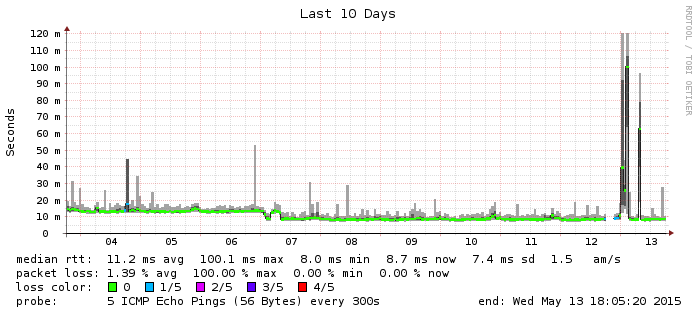 Last 10 Days
RRDTOOL / TOBI OETIKER
Seconds
120 m
110 m
100 m
90 m
80 m
70 m
60 m
50 m
40 m
30 m
20 m
10 m
0
04 05 06 07 08 09 10 11 12 13
median rtt: 11.2 ms avg 100.1 ms max 8.0 ms min 8.7 ms now 7.4 ms sd 1.5 am/s
packet loss: 1.39 % avg 100.00 % max 0.00 % min 0.00 % now
loss color: 0 1/5 2/5 3/5 4/5
probe: 5 ICMP Echo Pings (56 Bytes) every 300s end: Wed May 13 18:05:20 2015